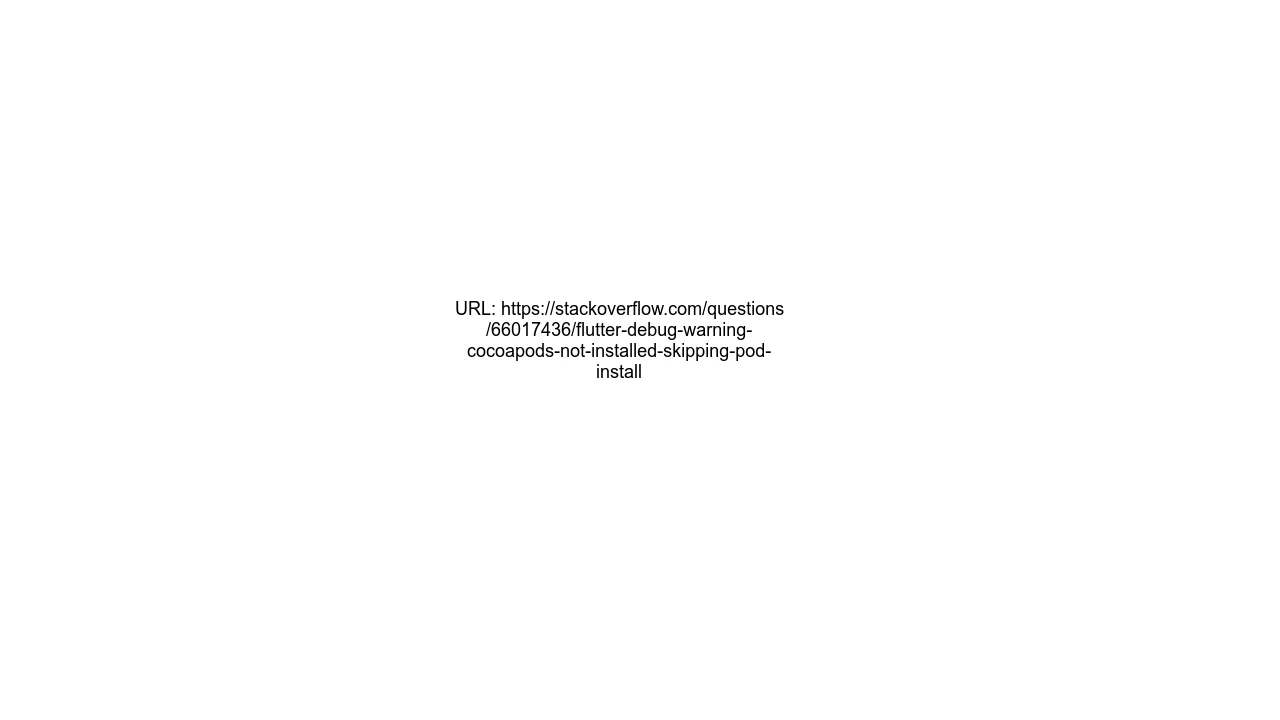 URL: https://stackoverflow.com/questions
/66017436/flutter-debug-warning-
cocoapods-not-installed-skipping-pod-
install